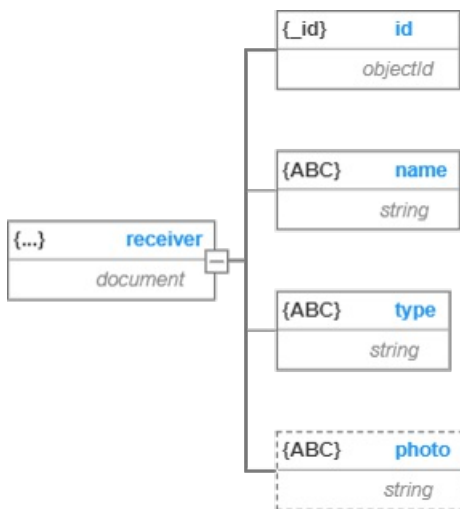 {_id} id
objectId
{ABC} name
string
{...} receiver
document
{ABC} type
string
{ABC} photo
string